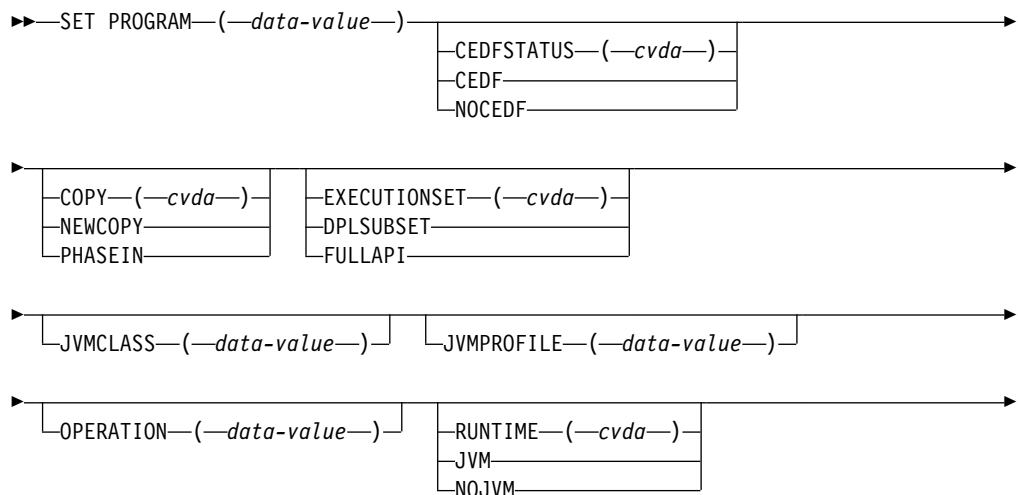 SET PROGRAM ( data-value )
CEDFSTATUS ( cvda )
CEDF
NOCEDF
COPY ( cvda ) EXECUTIONSET ( cvda )
NEWCOPY DPLSUBSET
PHASEIN FULLAPI
JVMCLASS ( data-value ) JVMPROFILE ( data-value )
OPERATION ( data-value ) RUNTIME ( cvda )
JVM
NOJVM